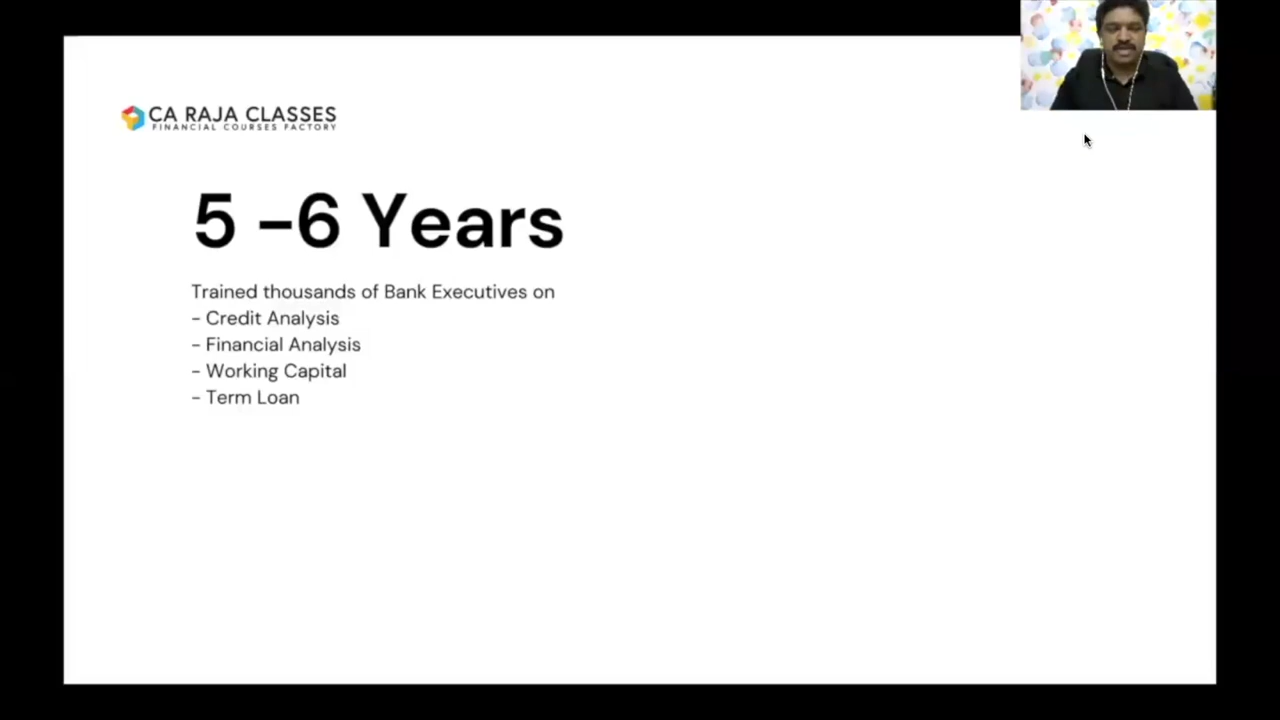 CA RAJA CLASSES
FINANCIAL COURSES FACTORY
5 –6 Years
Trained thousands of Bank Executives on
- Credit Analysis
- Financial Analysis
- Working Capital
- Term Loan